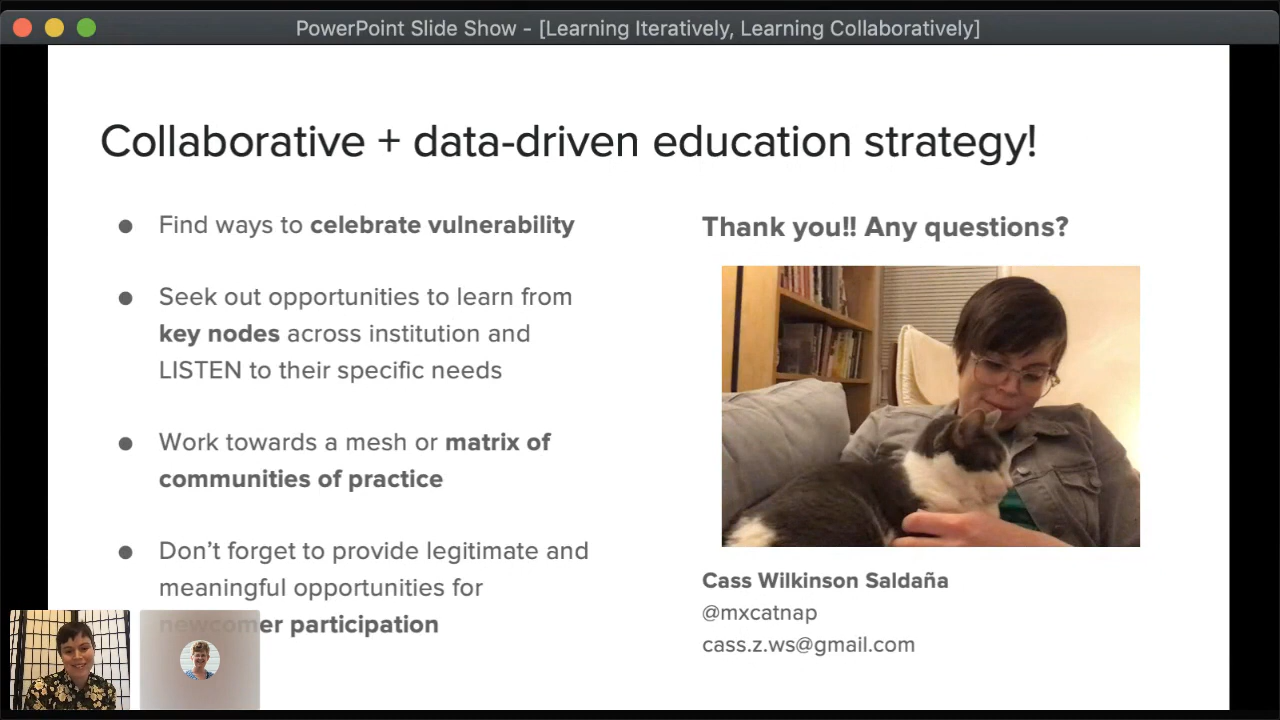 PowerPoint Slide Show - [Learning Iteratively, Learning Collaboratively]
Collaborative + data-driven education strategy!
Find ways to celebrate vulnerability
Seek out opportunities to learn from
key nodes across institution and
LISTEN to their specific needs
Work towards a mesh or matrix of
communities of practice
Don't forget to provide legitimate and
meaningful opportunities for
newcomer participation
Thank you!! Any questions?
Cass Wilkinson Saldaña
@mxcatnap
cass.z.ws@gmail.com